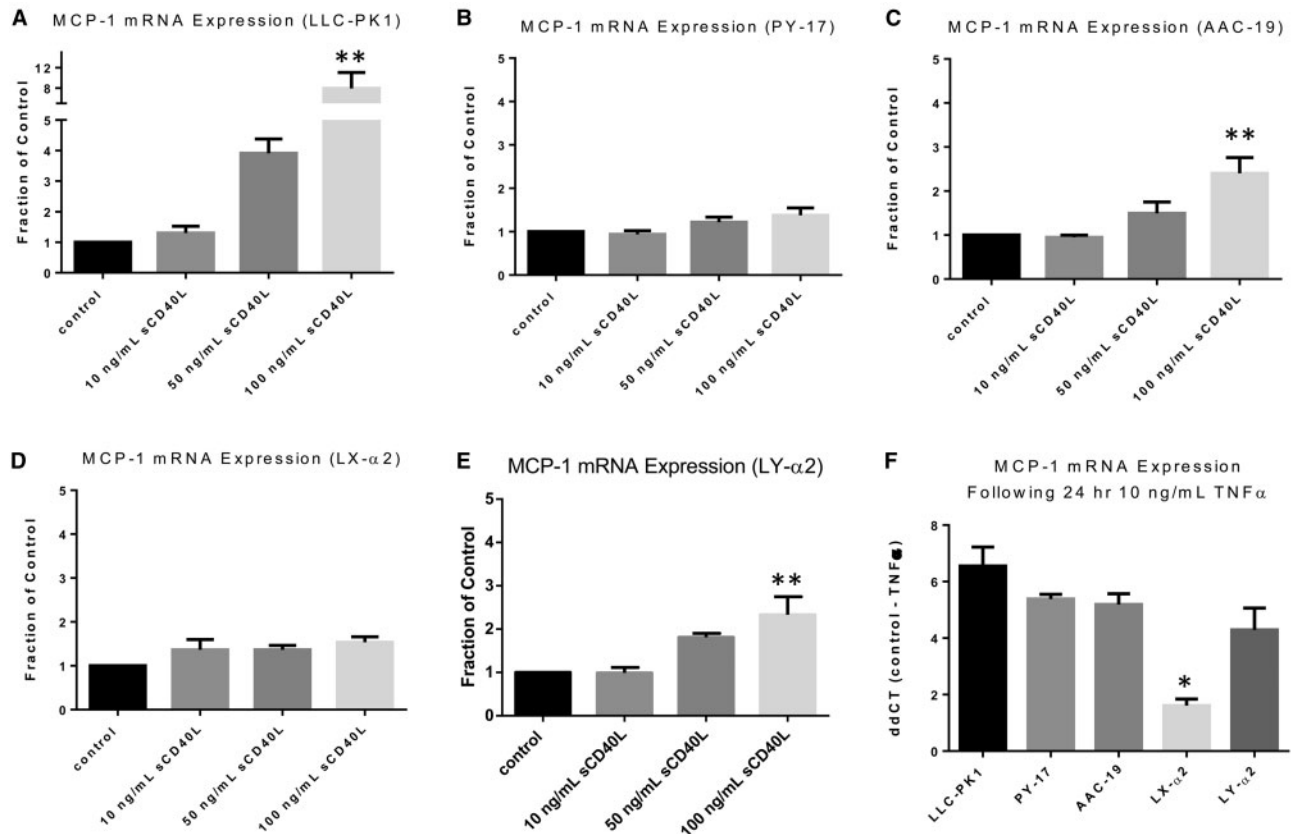 A
MCP-1 mRNA Expression (LLC-PK1)
Fraction of Control
12
8
5
4
3
2
1
0
**
control
10 ng/mL sCD40L
50 ng/mL sCD40L
100 ng/mL sCD40L
B
MCP-1 mRNA Expression (PY-17)
Fraction of Control
5
4
3
2
1
0
control
10 ng/mL sCD40L
50 ng/mL sCD40L
100 ng/mL sCD40L
C
MCP-1 mRNA Expression (AAC-19)
Fraction of Control
5
4
3
2
1
0
**
control
10 ng/mL sCD40L
50 ng/mL sCD40L
100 ng/mL sCD40L
D
MCP-1 mRNA Expression (LX-α2)
Fraction of Control
5
4
3
2
1
0
control
10 ng/mL sCD40L
50 ng/mL sCD40L
100 ng/mL sCD40L
E
MCP-1 mRNA Expression (LY-α2)
Fraction of Control
5
4
3
2
1
0
**
control
10 ng/mL sCD40L
50 ng/mL sCD40L
100 ng/mL sCD40L
F
MCP-1 mRNA Expression
Following 24 hr 10 ng/mL TNFα
ddCT (control - TNFα)
8
6
4
2
0
*
LLC-PK1
PY-17
AAC-19
LX-α2
LY-α2